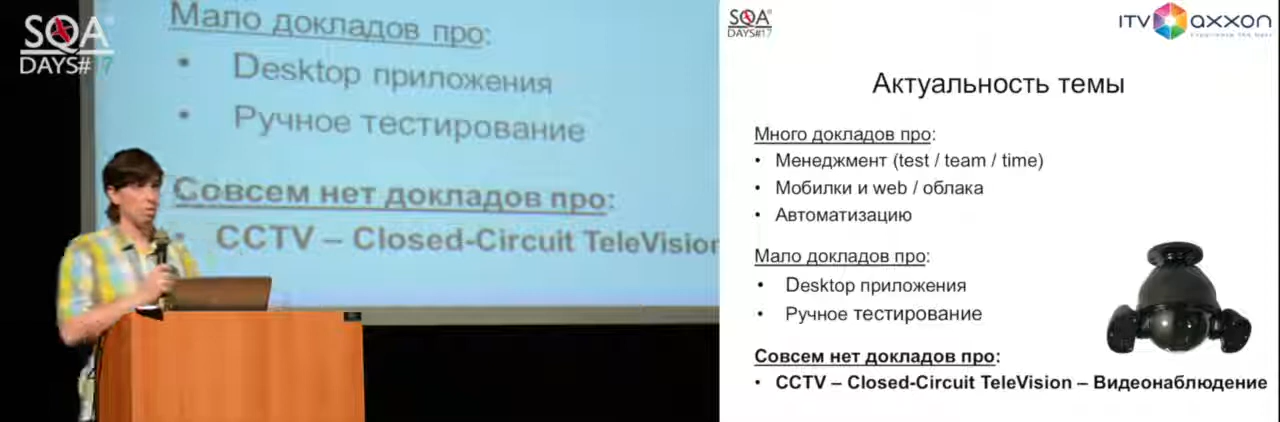 SQA
DAYS#17
Мало докладов про:
• Desktop приложения
• Ручное тестирование
Совсем нет докладов про:
• CCTV – Closed-Circuit TeleVision
SQA
DAYS#17
ITV axxon
Актуальность темы
Много докладов про:
• Менеджмент (test / team / time)
• Мобилки и web / облака
• Автоматизацию
Мало докладов про:
• Desktop приложения
• Ручное тестирование
Совсем нет докладов про:
• CCTV – Closed-Circuit TeleVision – Видеонаблюдение